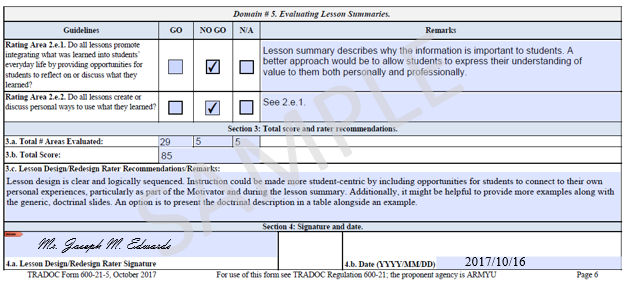 Domain # 5. Evaluating Lesson Summaries.
Guidelines GO NO GO N/A Remarks
Rating Area 2.e.1. Do all lessons promote
integrating what was learned into students’
everyday life by providing opportunities for
students to reflect on or discuss what they
learned?
Lesson summary describes why the information is important to students. A
better approach would be to allow students to express their understanding of
value to them both personally and professionally.
Rating Area 2.e.2. Do all lessons create or
discuss personal ways to use what they learned?
See 2.e.1.
Section 3: Total score and rater recommendations.
3.a. Total # Areas Evaluated: 29 5 5
3.b. Total Score: 85
3.c. Lesson Design/Redesign Rater Recommendations/Remarks:
Lesson design is clear and logically sequenced. Instruction could be made more student-centric by including opportunities for students to connect to their own
personal experiences, particularly as part of the Motivator and during the lesson summary. Additionally, it might be helpful to provide more examples along with
the generic, doctrinal slides. An option is to present the doctrinal description in a table alongside an example.
Section 4: Signature and date.
Mr. Joseph M. Edwards
4.a. Lesson Design/Redesign Rater Signature
4.b. Date (YYYY/MM/DD) 2017/10/16
TRADOC Form 600-21-5, October 2017 For use of this form see TRADOC Regulation 600-21; the proponent agency is ARMYU Page 6
SAMPLE